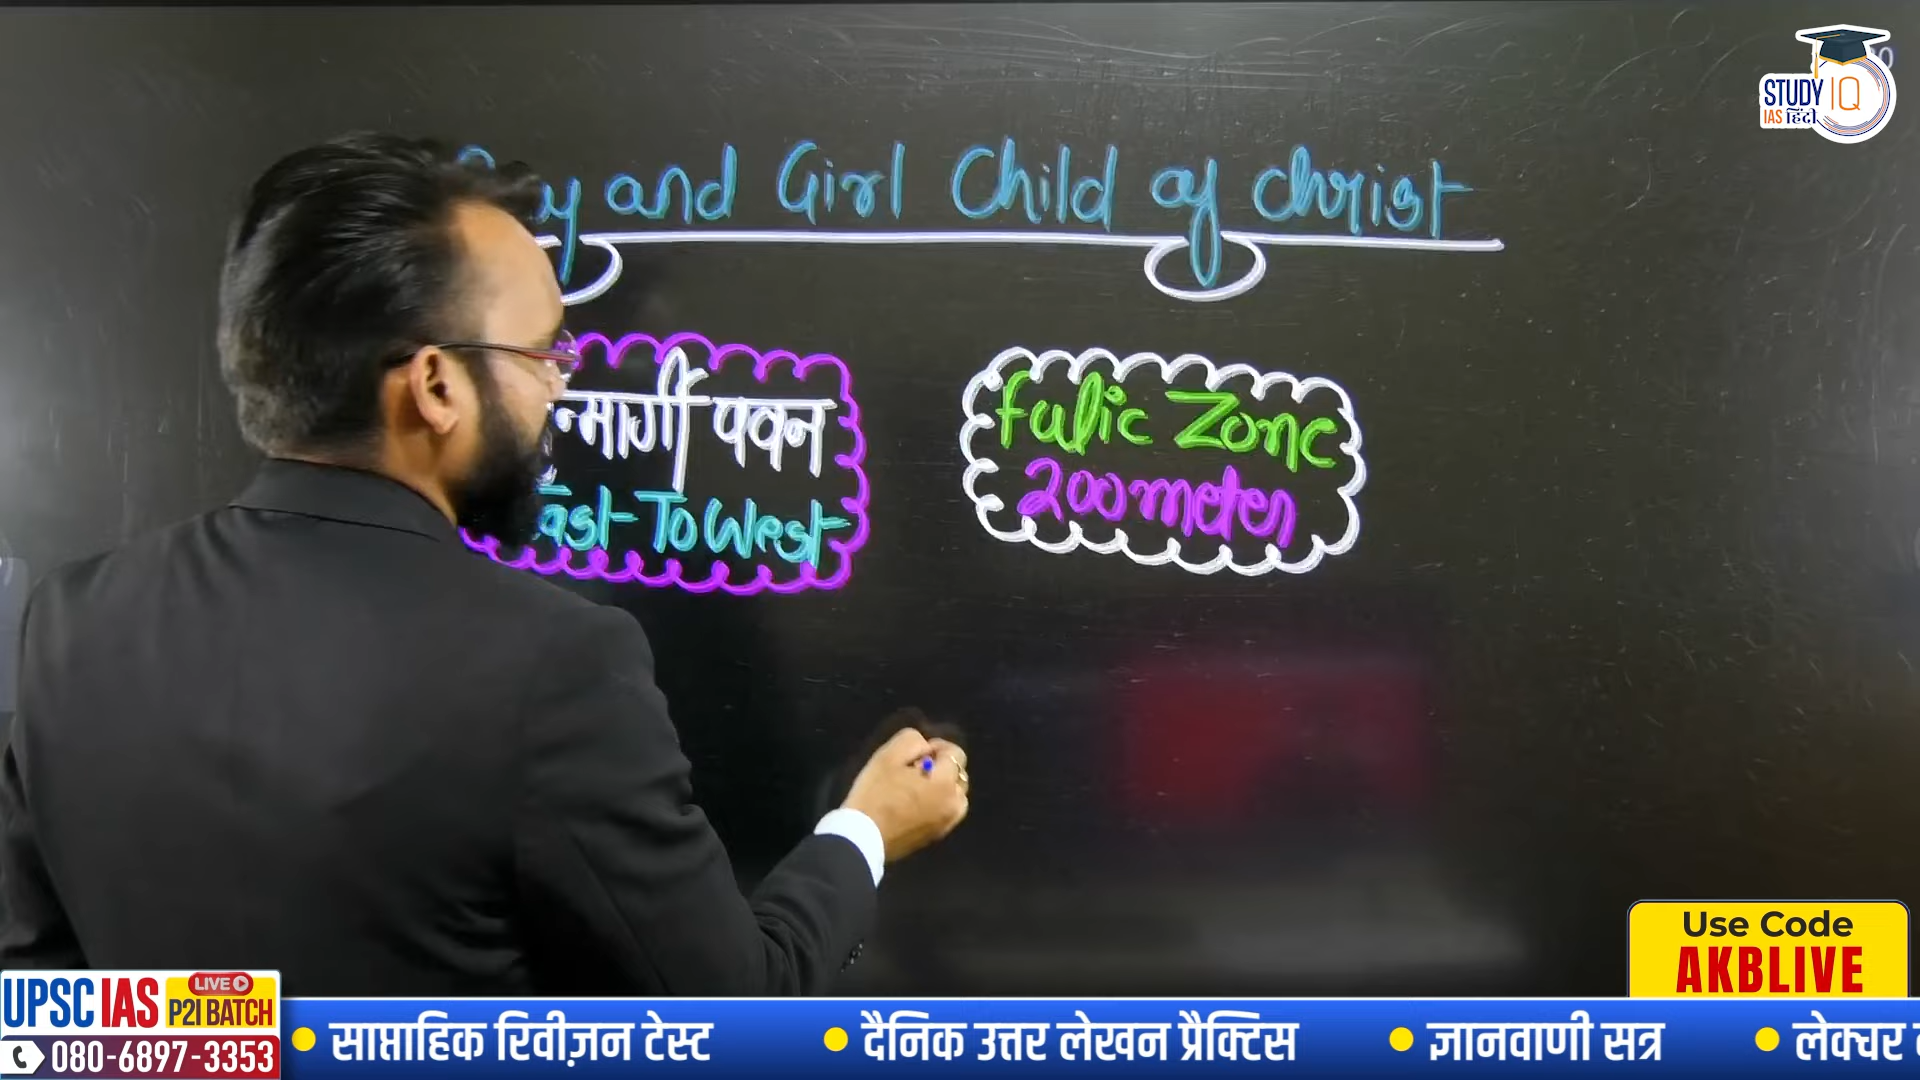 STUDY IQ
IAS हिंदी
and Girl Child of christ
पवन
East To West
Fulic Zone
200 meter
Use Code
AKBLIVE
UPSC IAS LIVE
P2I BATCH
080-6897-3353
साप्ताहिक रिवीज़न टेस्ट
दैनिक उत्तर लेखन प्रैक्टिस
ज्ञानवाणी सत्र
लेक्चर